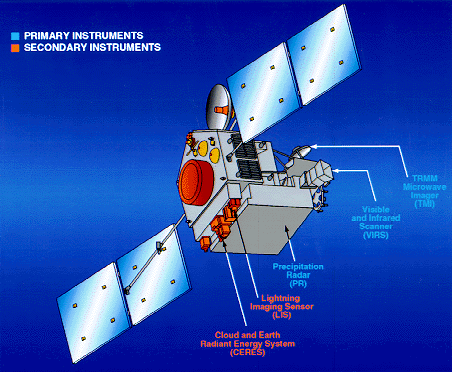 PRIMARY INSTRUMENTS
SECONDARY INSTRUMENTS
TRMM
Microwave
Imager
(TMI)
Visible
and Infrared
Scanner
(VIRS)
Precipitation
Radar
(PR)
Lightning
Imaging Sensor
(LIS)
Cloud and Earth
Radiant Energy System
(CERES)